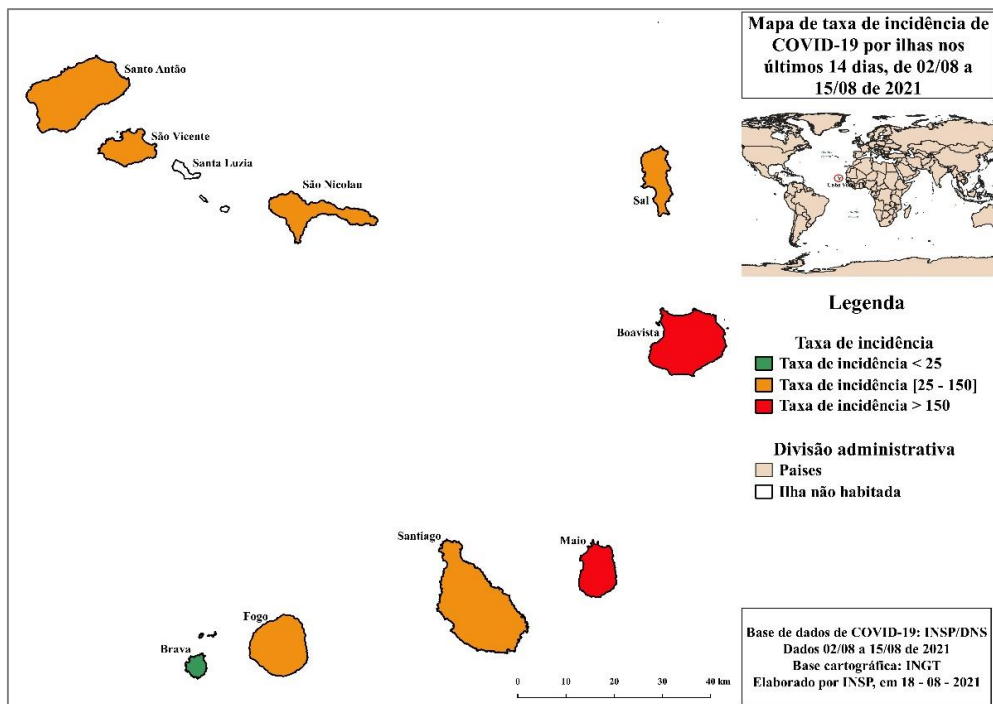 Mapa de taxa de incidência de
COVID-19 por ilhas nos
últimos 14 dias, de 02/08 a
15/08 de 2021
Santo Antão
São Vicente
Santa Luzia
São Nicolau
Sal
Boavista
Legenda
Taxa de incidência
Taxa de incidência < 25
Taxa de incidência [25 - 150]
Taxa de incidência > 150
Divisão administrativa
Paises
Ilha não habitada
Santiago
Maio
Fogo
Brava
0 10 20 30 40 km
Base de dados de COVID-19: INSP/DNS
Dados 02/08 a 15/08 de 2021
Base cartográfica: INGT
Elaborado por INSP, em 18 - 08 - 2021